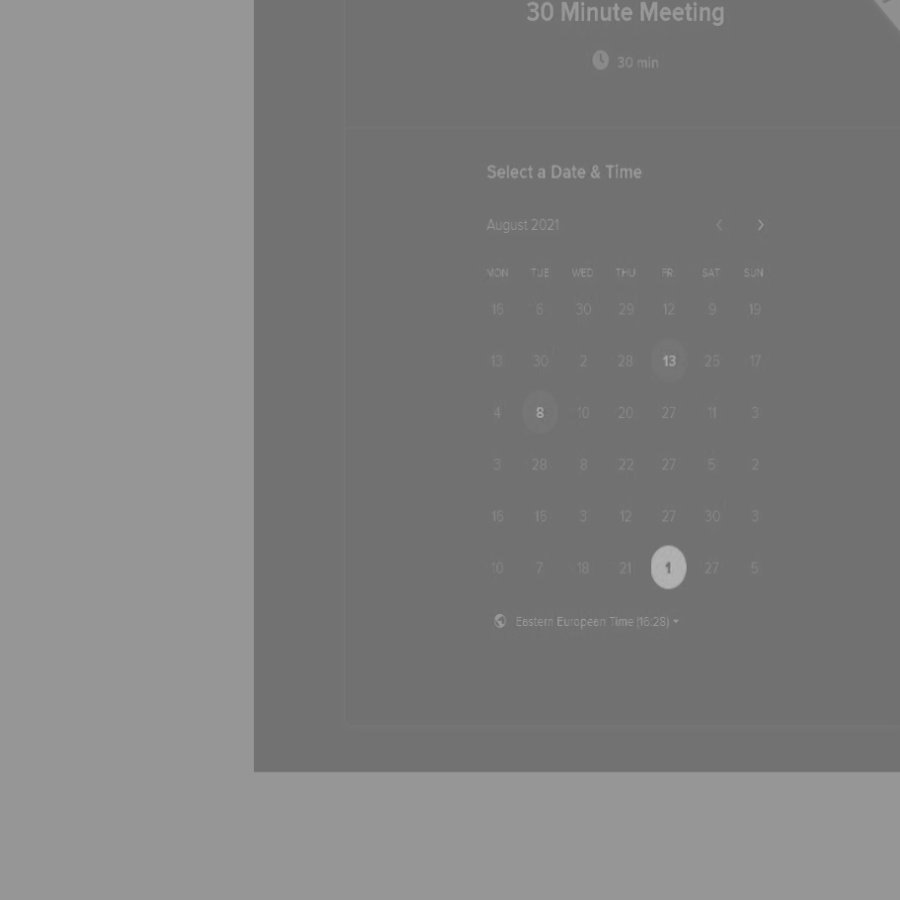 30 Minute Meeting
30 min
Select a Date & Time
August 2021
MON TUE WED THU FRI SAT SUN
15 6 30 29 12 9 19
13 30 2 28 13 25 17
4 8 10 20 27 11 3
3 28 8 22 27 5 2
16 15 3 12 27 30 3
10 7 18 21 1 27 5
Eastern European Time (16:28)